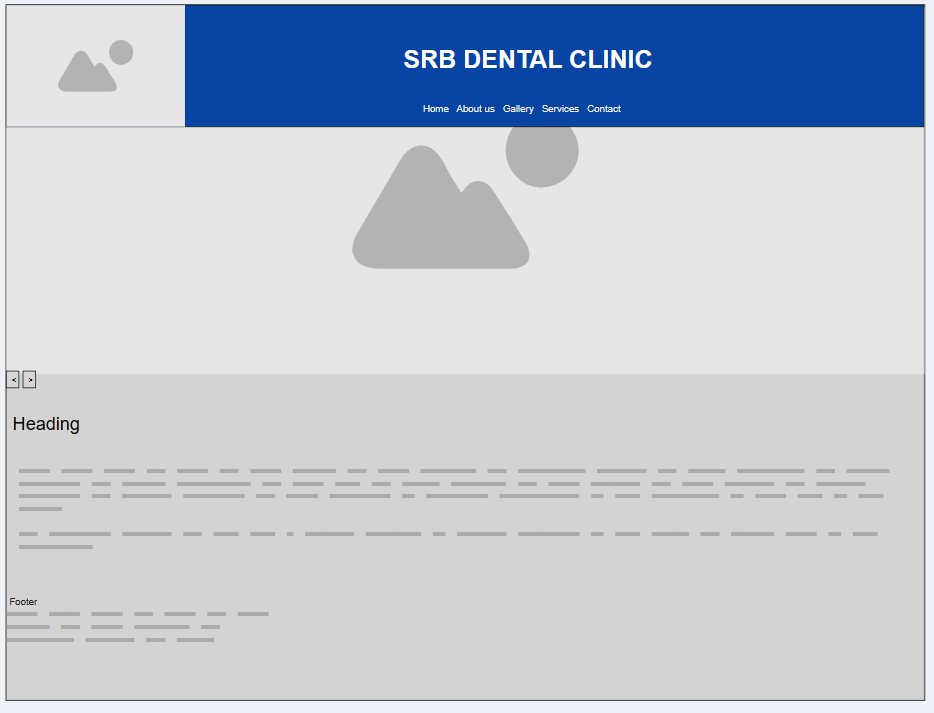 SRB DENTAL CLINIC
Home About us Gallery Services Contact
< >
Heading
Footer